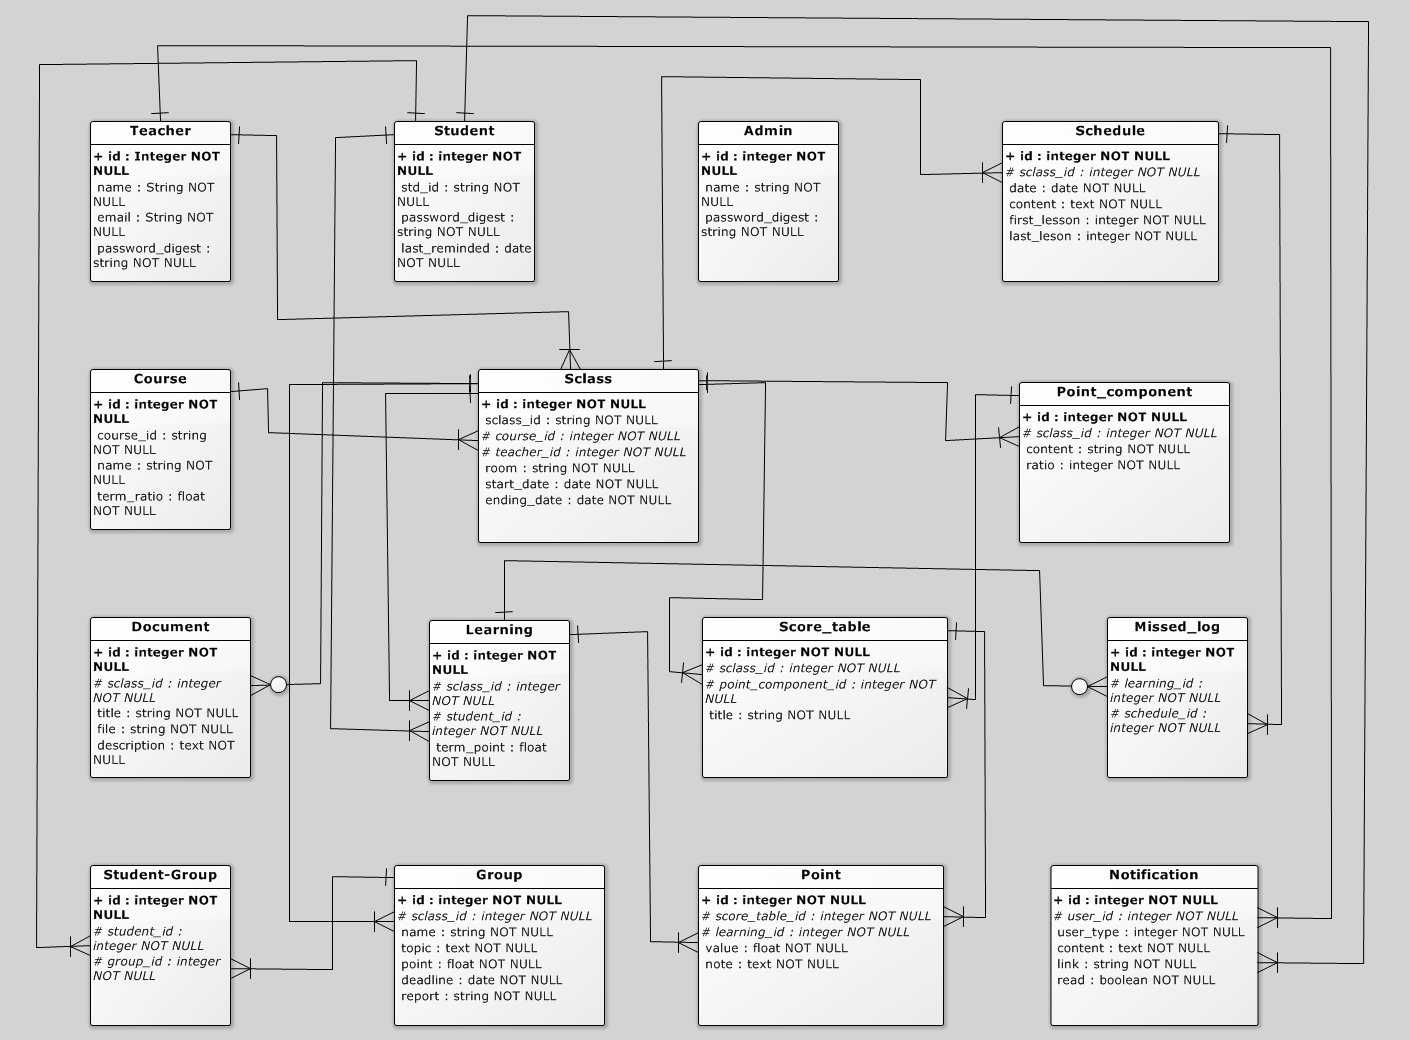 Teacher
+ id : Integer NOT
NULL
name : String NOT
NULL
email : String NOT
NULL
password_digest :
string NOT NULL
Student
+ id : integer NOT
NULL
std_id : string NOT
NULL
password_digest :
string NOT NULL
last_reminded : date
NOT NULL
Admin
+ id : integer NOT
NULL
name : string NOT
NULL
password_digest :
string NOT NULL
Schedule
+ id : integer NOT NULL
# sclass_id : integer NOT NULL
date : date NOT NULL
content : text NOT NULL
first_lesson : integer NOT NULL
last_leson : integer NOT NULL
Course
+ id : integer NOT
NULL
course_id : string
NOT NULL
name : string NOT
NULL
term_ratio : float
NOT NULL
Sclass
+ id : integer NOT NULL
sclass_id : string NOT NULL
# course_id : integer NOT NULL
# teacher_id : integer NOT NULL
room : string NOT NULL
start_date : date NOT NULL
ending_date : date NOT NULL
Point_component
+ id : integer NOT NULL
# sclass_id : integer NOT NULL
content : string NOT NULL
ratio : integer NOT NULL
Document
+ id : integer NOT
NULL
# sclass_id : integer
NOT NULL
title : string NOT NULL
file : string NOT NULL
description : text NOT
NULL
Learning
+ id : integer NOT
NULL
# sclass_id : integer
NOT NULL
# student_id :
integer NOT NULL
term_point : float
NOT NULL
Score_table
+ id : integer NOT NULL
# sclass_id : integer NOT NULL
# point_component_id : integer NOT
NULL
title : string NOT NULL
Missed_log
+ id : integer NOT
NULL
# learning_id :
integer NOT NULL
# schedule_id :
integer NOT NULL
Student-Group
+ id : integer NOT
NULL
# student_id :
integer NOT NULL
# group_id : integer
NOT NULL
Group
+ id : integer NOT NULL
# sclass_id : integer NOT NULL
name : string NOT NULL
topic : text NOT NULL
point : float NOT NULL
deadline : date NOT NULL
report : string NOT NULL
Point
+ id : integer NOT NULL
# score_table_id : integer NOT NULL
# learning_id : integer NOT NULL
value : float NOT NULL
note : text NOT NULL
Notification
+ id : integer NOT NULL
# user_id : integer NOT NULL
user_type : integer NOT NULL
content : text NOT NULL
link : string NOT NULL
read : boolean NOT NULL